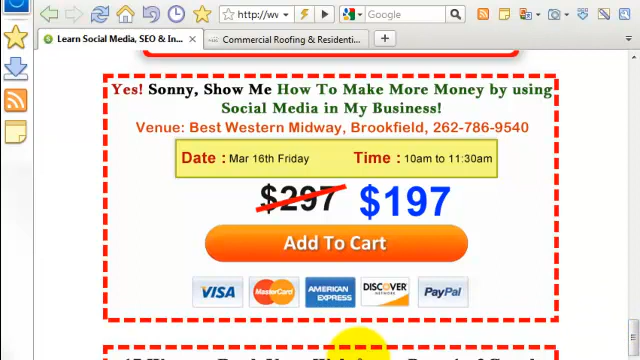 http://ww
Google
Learn Social Media, SEO & In...
Commercial Roofing & Residenti...
Yes! Sonny, Show Me How To Make More Money by using
Social Media in My Business!
Venue: Best Western Midway, Brookfield, 262-786-9540
Date : Mar 16th Friday Time : 10am to 11:30am
$297 $197
Add To Cart
VISA MasterCard AMERICAN EXPRESS DISCOVER NETWORK PayPal